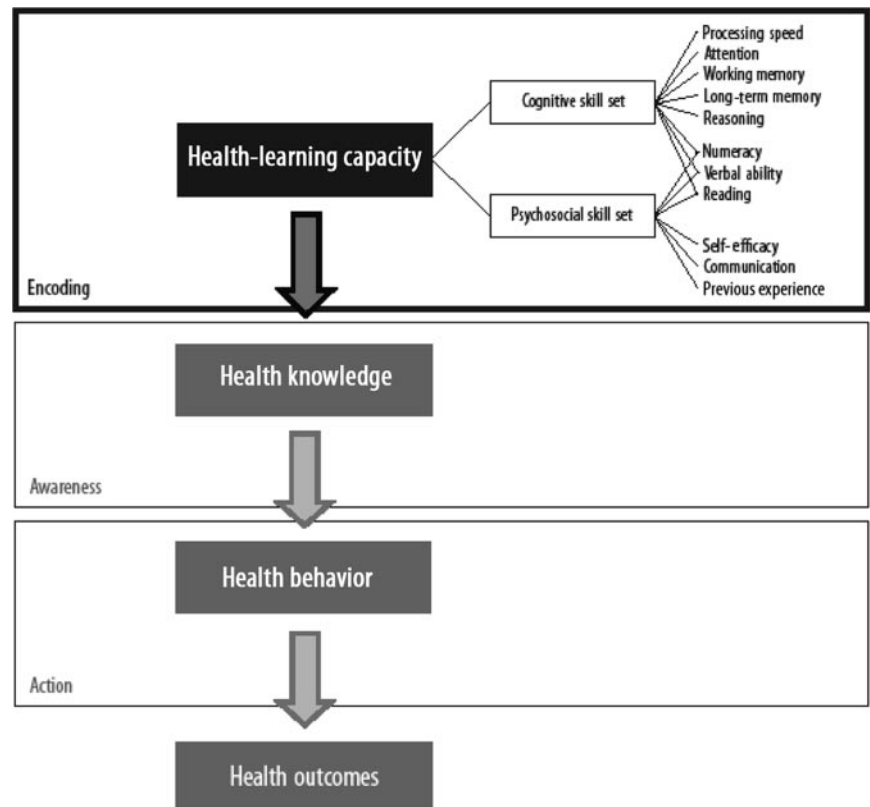 Processing speed
Attention
Working memory
Cognitive skill set
Long-term memory
Reasoning
Health-learning capacity
Numeracy
Verbal ability
Reading
Psychosocial skill set
Self-efficacy
Communication
Encoding
Previous experience
Health knowledge
Awareness
Health behavior
Action
Health outcomes